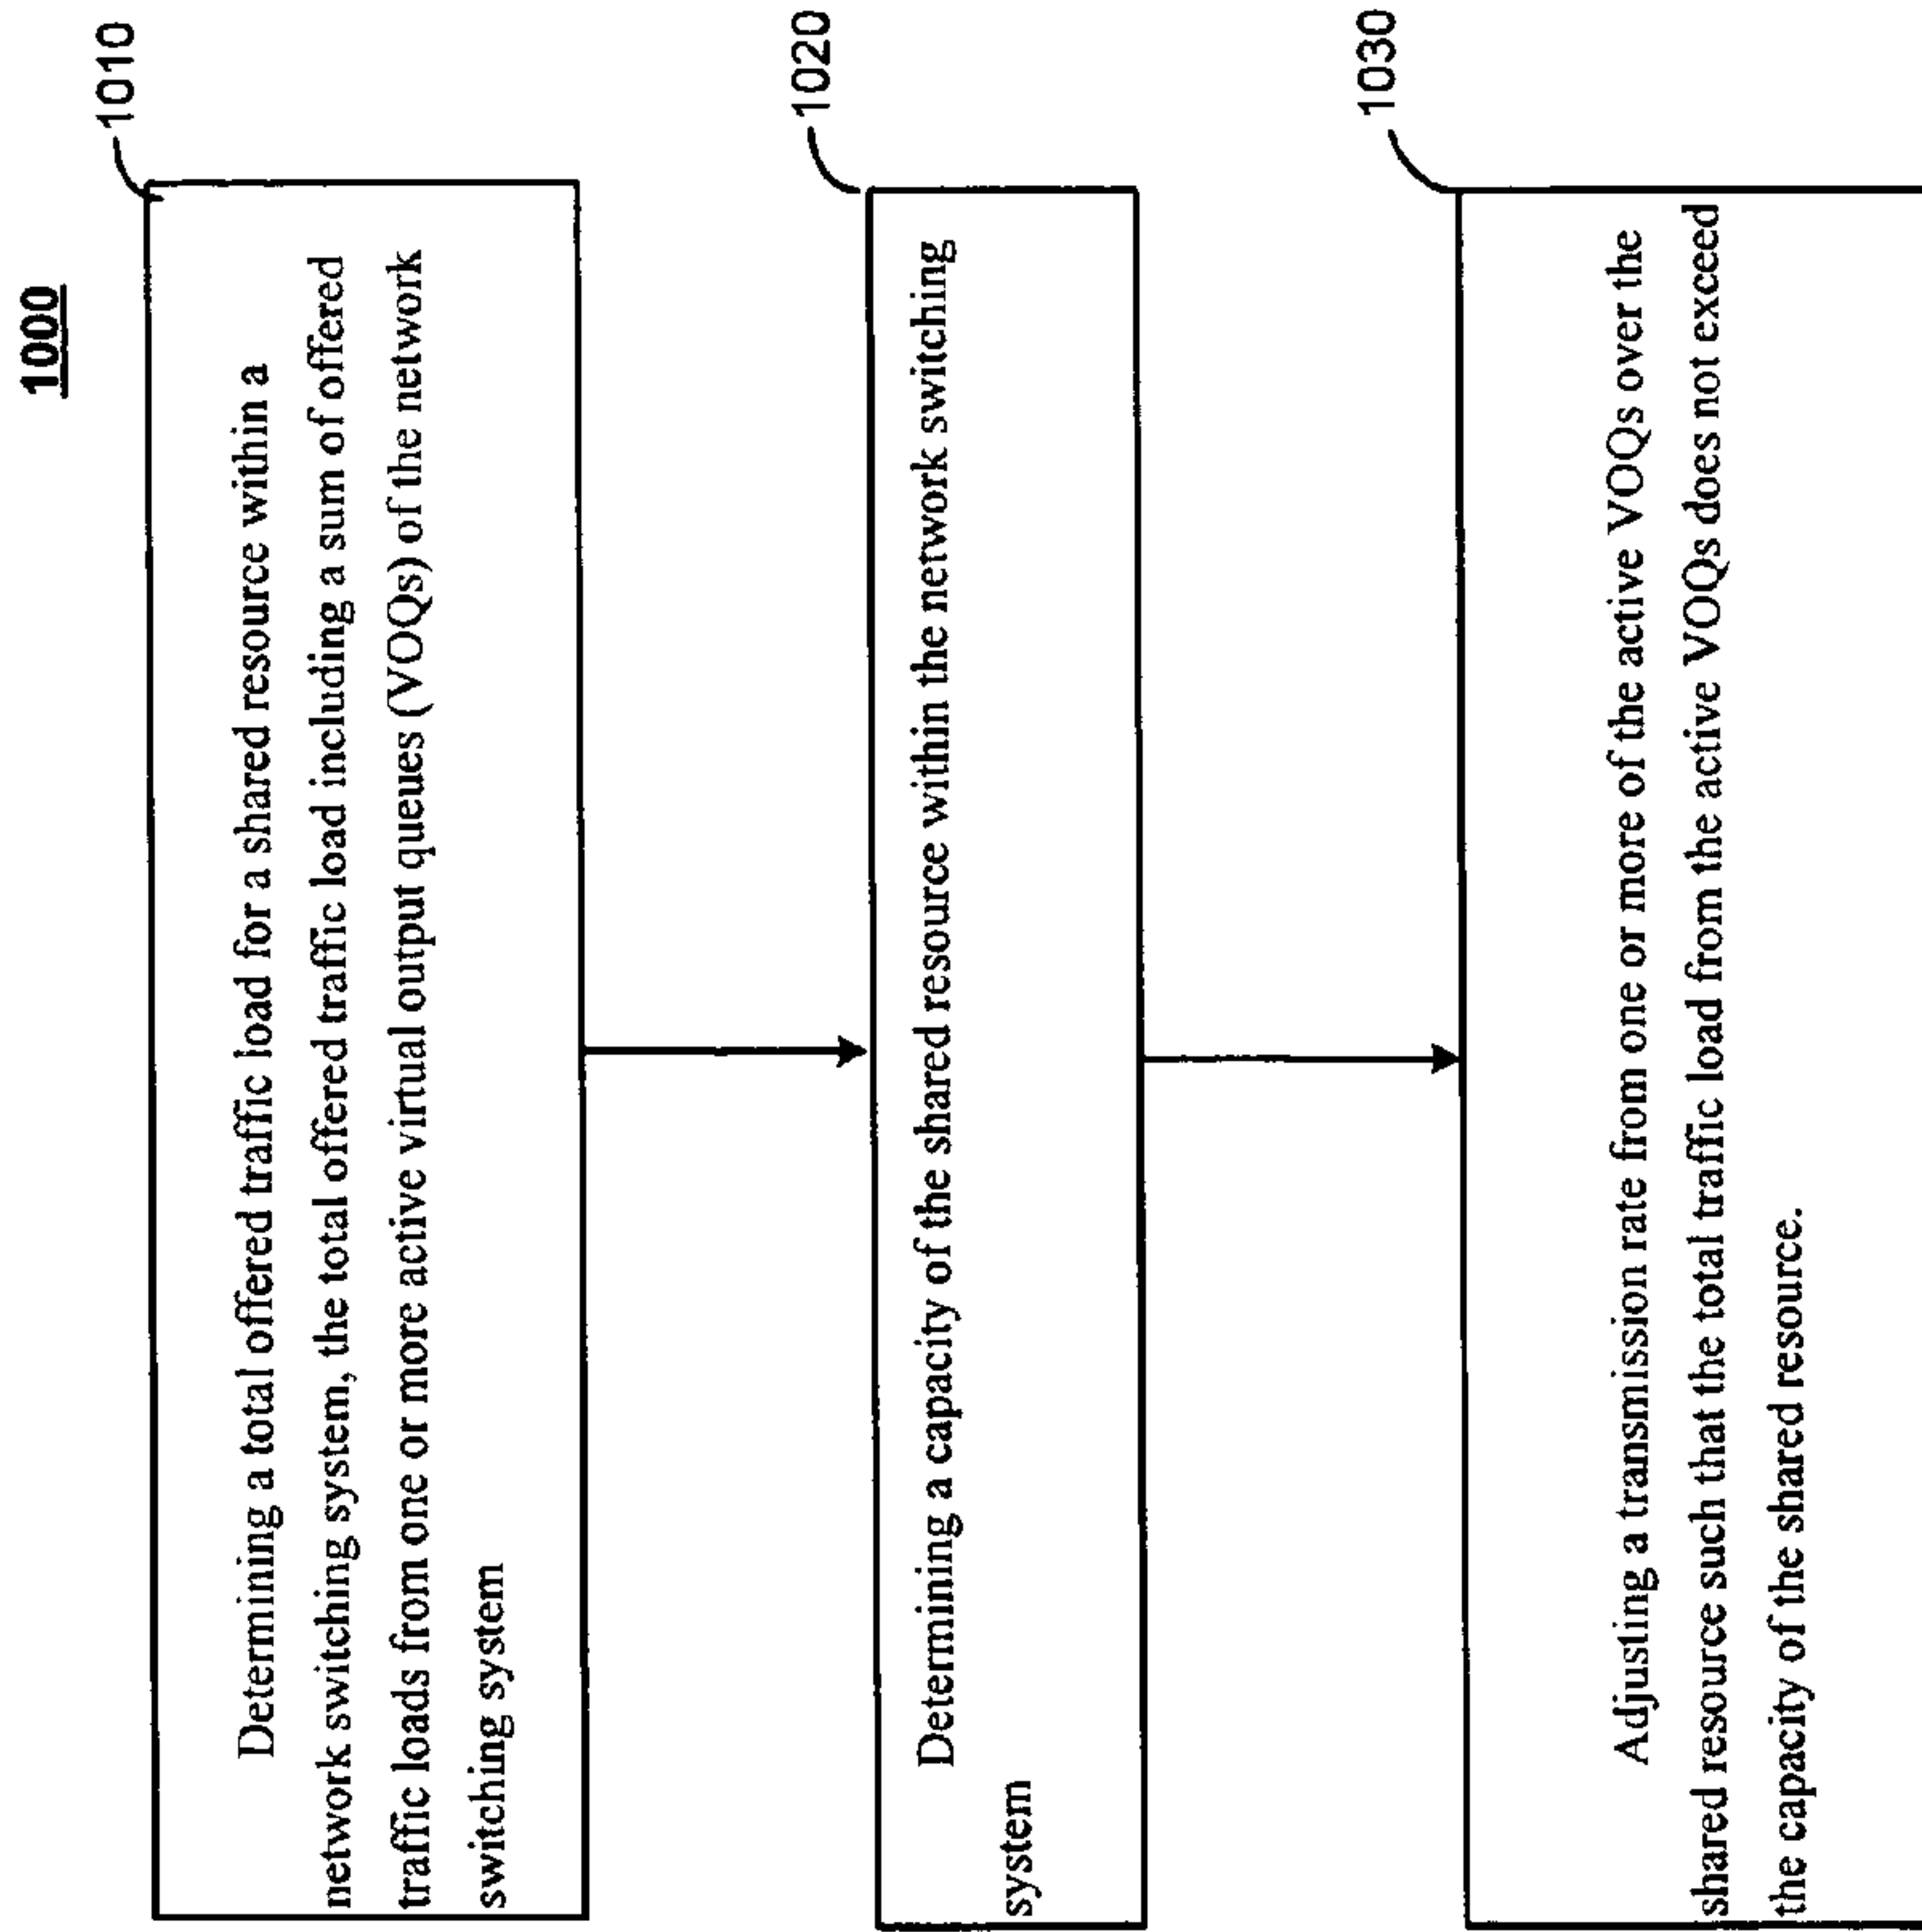 1000
1010
Determining a total offered traffic load for a shared resource within a
network switching system, the total offered traffic load including a sum of offered
traffic loads from one or more active virtual output queues (VOQs) of the network
switching system
1020
Determining a capacity of the shared resource within the network switching
system
1030
Adjusting a transmission rate from one or more of the active VOQs over the
shared resource such that the total traffic load from the active VOQs does not exceed
the capacity of the shared resource.